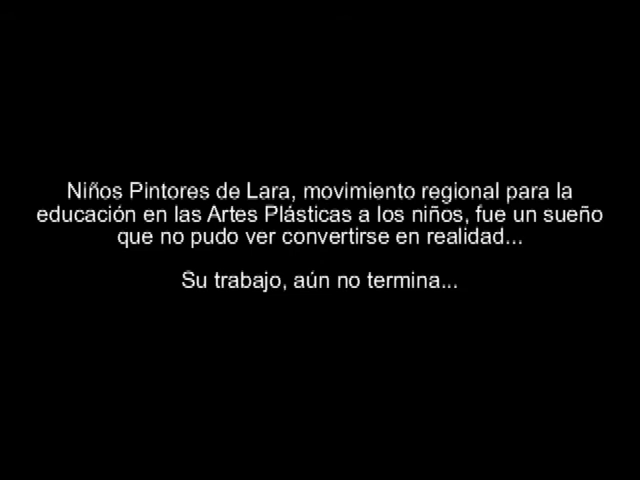 Niños Pintores de Lara, movimiento regional para la
educación en las Artes Plásticas a los niños, fue un sueño
que no pudo ver convertirse en realidad...
Su trabajo, aún no termina...